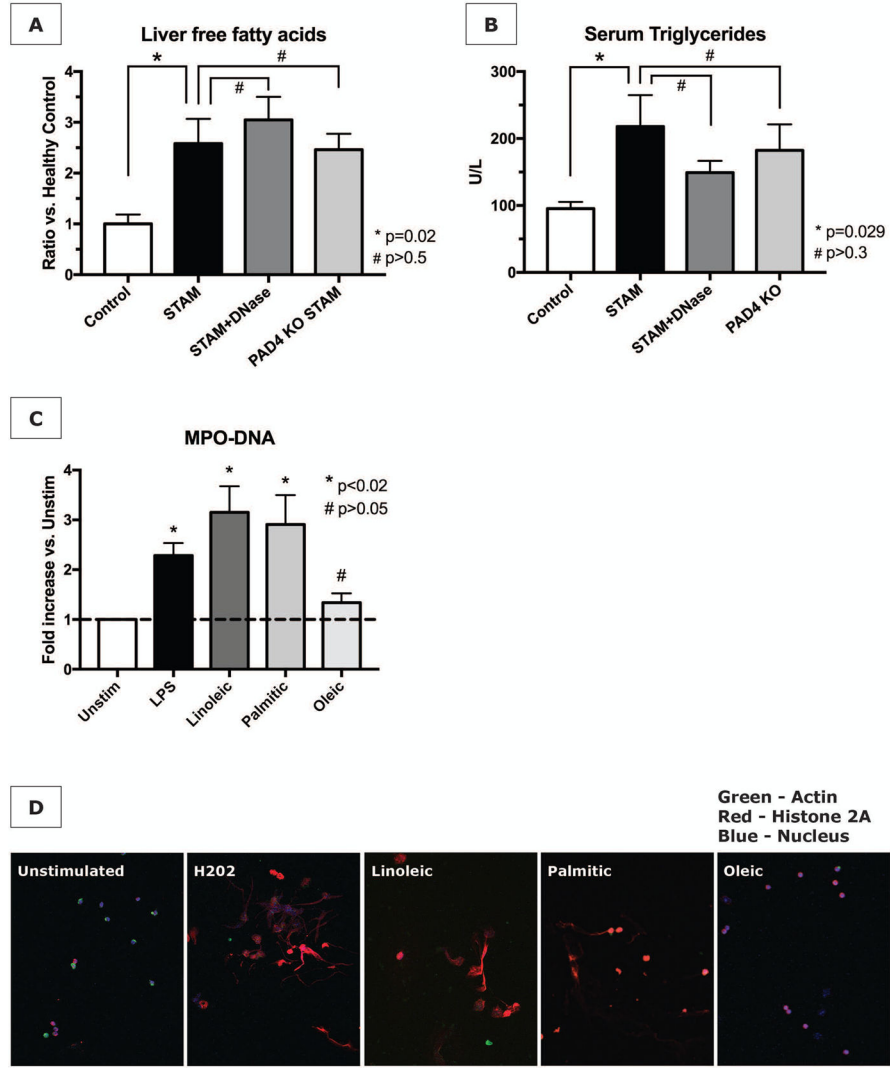 A
Liver free fatty acids
Ratio vs. Healthy Control
4
3
2
1
0
*
#
#
* p=0.02
# p>0.5
Control
STAM
STAM+DNase
PAD4 KO STAM
B
Serum Triglycerides
U/L
300
200
150
100
0
*
#
#
* p=0.029
# p>0.3
Control
STAM
STAM+DNase
PAD4 KO
C
MPO-DNA
Fold increase vs. Unstim
4
3
2
1
0
*
*
*
#
* p<0.02
# p>0.05
Unstim
LPS
Linoleic
Palmitic
Oleic
D
Green - Actin
Red - Histone 2A
Blue - Nucleus
Unstimulated
H202
Linoleic
Palmitic
Oleic